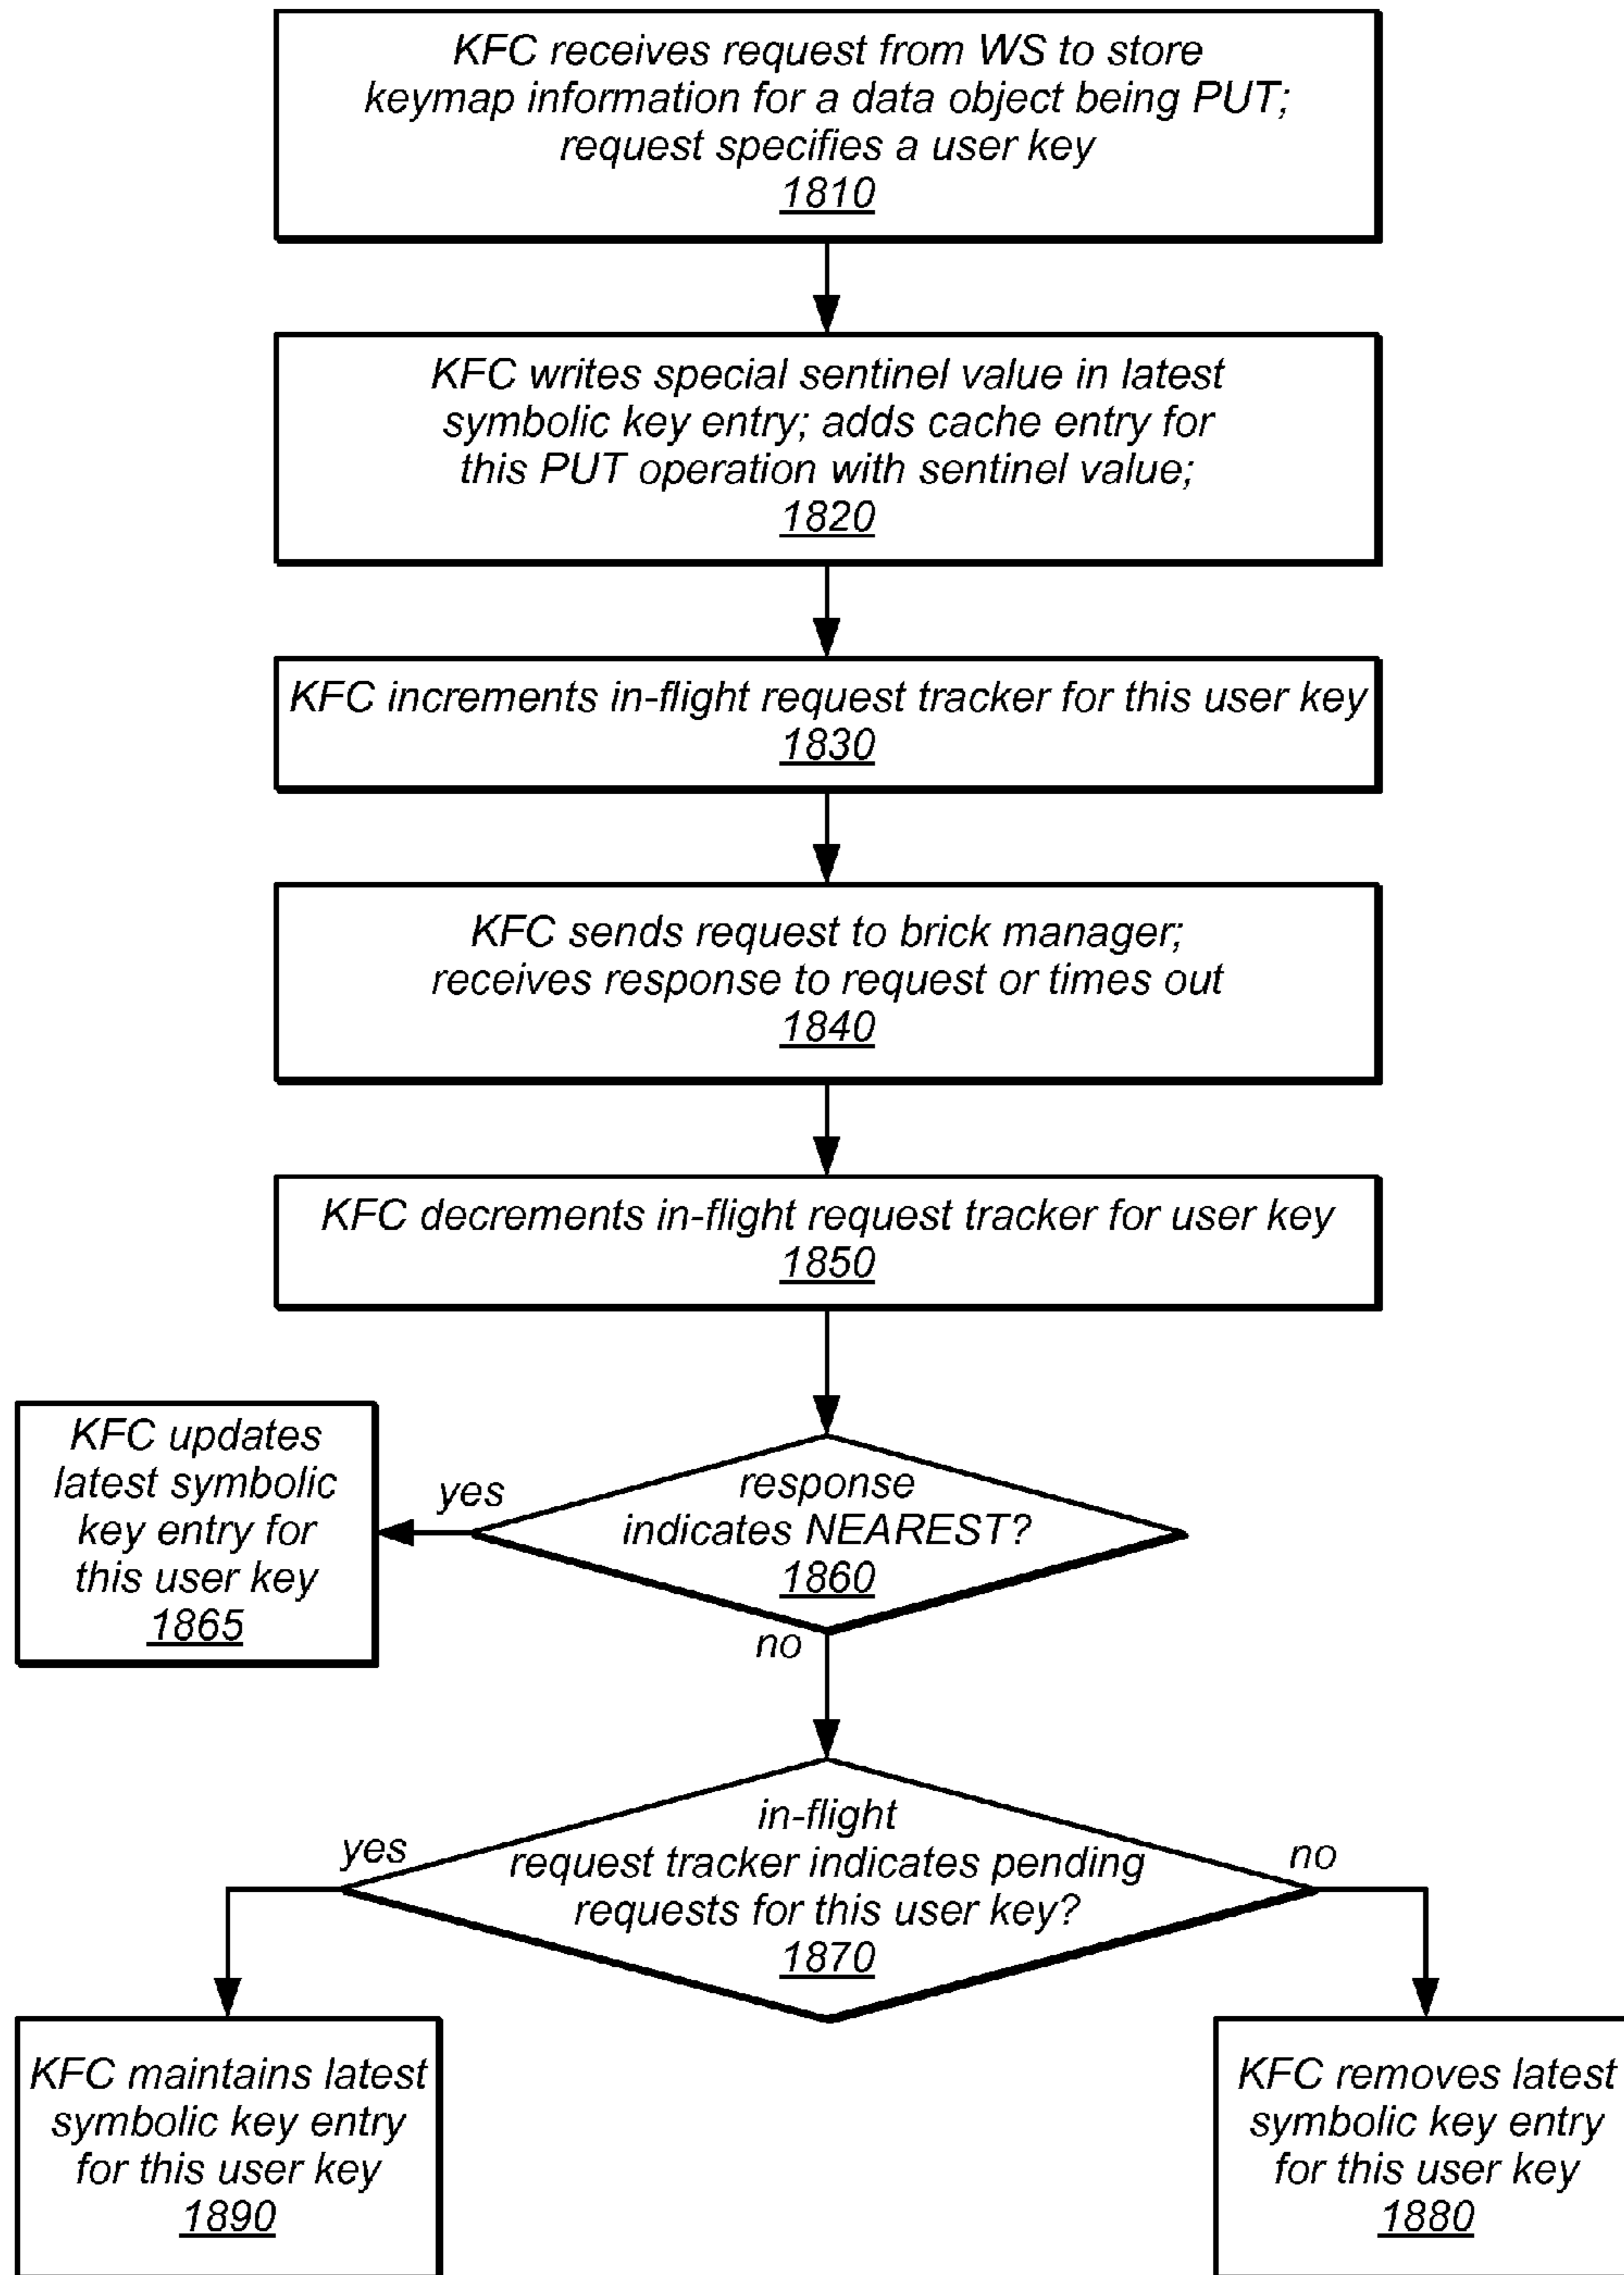 KFC receives request from WS to store
keymap information for a data object being PUT;
request specifies a user key
1810
KFC writes special sentinel value in latest
symbolic key entry; adds cache entry for
this PUT operation with sentinel value;
1820
KFC increments in-flight request tracker for this user key
1830
KFC sends request to brick manager;
receives response to request or times out
1840
KFC decrements in-flight request tracker for user key
1850
KFC updates
latest symbolic
key entry for
this user key
1865
yes
response
indicates NEAREST?
1860
no
in-flight
request tracker indicates pending
requests for this user key?
1870
yes
no
KFC maintains latest
symbolic key entry
for this user key
1890
KFC removes latest
symbolic key entry
for this user key
1880